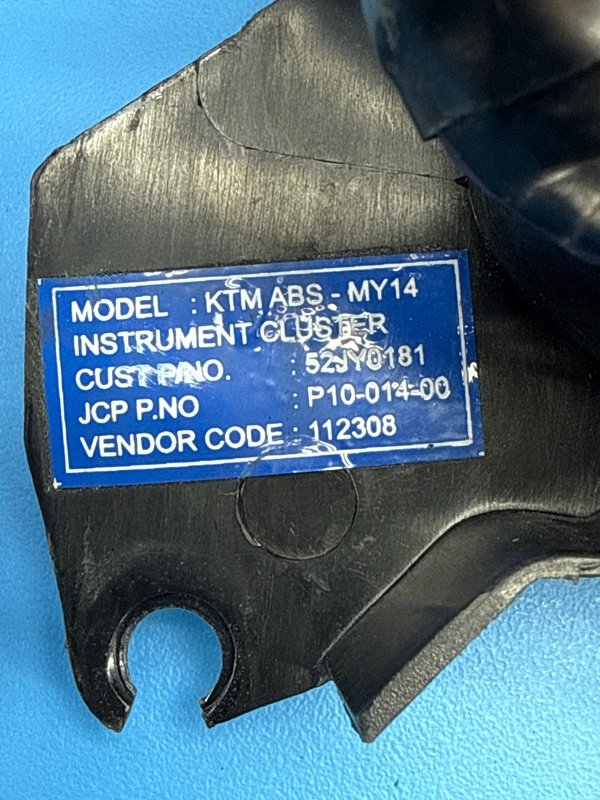 MODEL : KTM ABS - MY14
INSTRUMENT CLUSTER
CUST P.NO. : 52JY0181
JCP P.NO : P10-014-00
VENDOR CODE : 112308